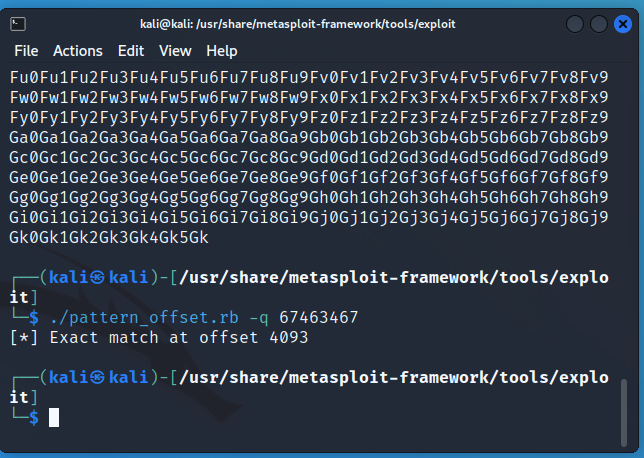 kali@kali: /usr/share/metasploit-framework/tools/exploit
File Actions Edit View Help
Fu0Fu1Fu2Fu3Fu4Fu5Fu6Fu7Fu8Fu9Fv0Fv1Fv2Fv3Fv4Fv5Fv6Fv7Fv8Fv9
Fw0Fw1Fw2Fw3Fw4Fw5Fw6Fw7Fw8Fw9Fx0Fx1Fx2Fx3Fx4Fx5Fx6Fx7Fx8Fx9
Fy0Fy1Fy2Fy3Fy4Fy5Fy6Fy7Fy8Fy9Fz0Fz1Fz2Fz3Fz4Fz5Fz6Fz7Fz8Fz9
Ga0Ga1Ga2Ga3Ga4Ga5Ga6Ga7Ga8Ga9Gb0Gb1Gb2Gb3Gb4Gb5Gb6Gb7Gb8Gb9
Gc0Gc1Gc2Gc3Gc4Gc5Gc6Gc7Gc8Gc9Gd0Gd1Gd2Gd3Gd4Gd5Gd6Gd7Gd8Gd9
Ge0Ge1Ge2Ge3Ge4Ge5Ge6Ge7Ge8Ge9Gf0Gf1Gf2Gf3Gf4Gf5Gf6Gf7Gf8Gf9
Gg0Gg1Gg2Gg3Gg4Gg5Gg6Gg7Gg8Gg9Gh0Gh1Gh2Gh3Gh4Gh5Gh6Gh7Gh8Gh9
Gi0Gi1Gi2Gi3Gi4Gi5Gi6Gi7Gi8Gi9Gj0Gj1Gj2Gj3Gj4Gj5Gj6Gj7Gj8Gj9
Gk0Gk1Gk2Gk3Gk4Gk5Gk
┌──(kali㉿kali)-[/usr/share/metasploit-framework/tools/explo
it]
└─$ ./pattern_offset.rb -q 67463467
[*] Exact match at offset 4093
┌──(kali㉿kali)-[/usr/share/metasploit-framework/tools/explo
it]
└─$